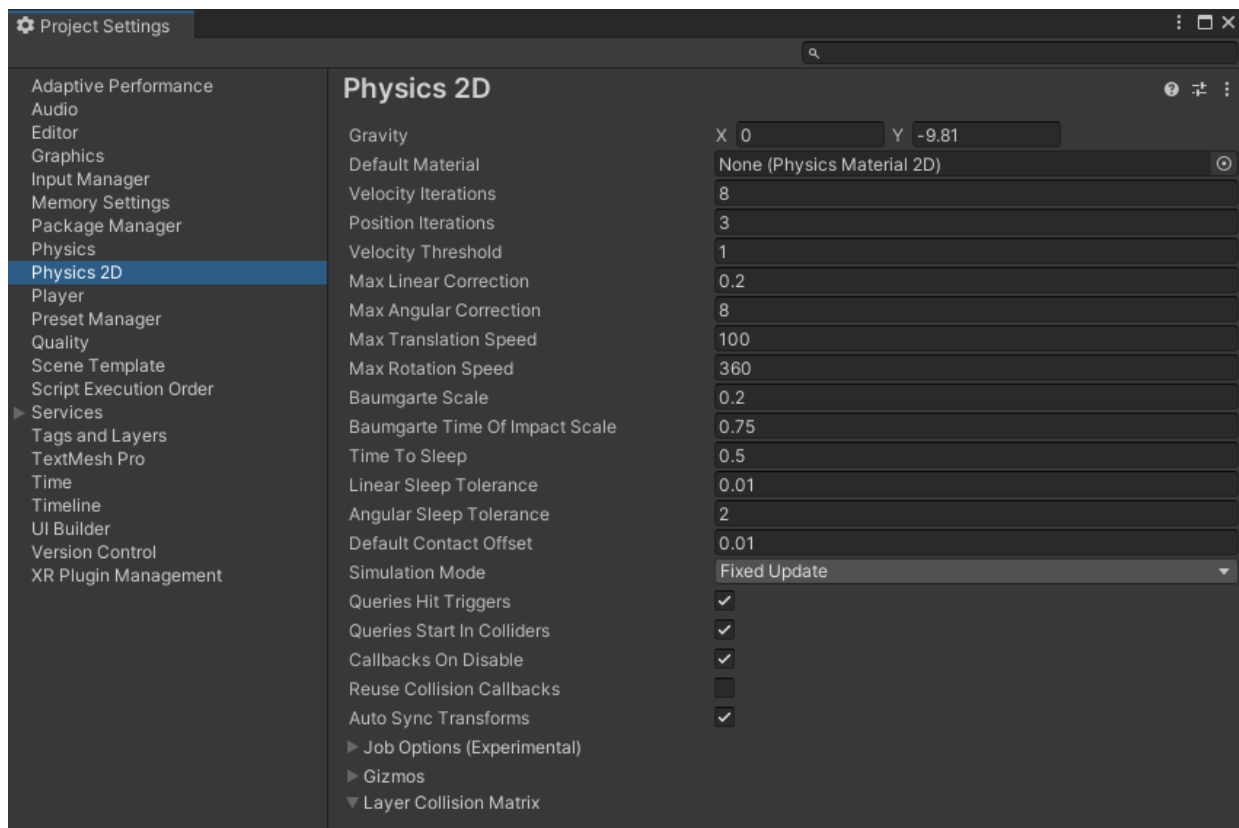 Project Settings
Adaptive Performance
Audio
Editor
Graphics
Input Manager
Memory Settings
Package Manager
Physics
Physics 2D
Player
Preset Manager
Quality
Scene Template
Script Execution Order
Services
Tags and Layers
TextMesh Pro
Time
Timeline
UI Builder
Version Control
XR Plugin Management
Physics 2D
Gravity X 0 Y -9.81
Default Material None (Physics Material 2D)
Velocity Iterations 8
Position Iterations 3
Velocity Threshold 1
Max Linear Correction 0.2
Max Angular Correction 8
Max Translation Speed 100
Max Rotation Speed 360
Baumgarte Scale 0.2
Baumgarte Time Of Impact Scale 0.75
Time To Sleep 0.5
Linear Sleep Tolerance 0.01
Angular Sleep Tolerance 2
Default Contact Offset 0.01
Simulation Mode Fixed Update
Queries Hit Triggers
Queries Start In Colliders
Callbacks On Disable
Reuse Collision Callbacks
Auto Sync Transforms
Job Options (Experimental)
Gizmos
Layer Collision Matrix